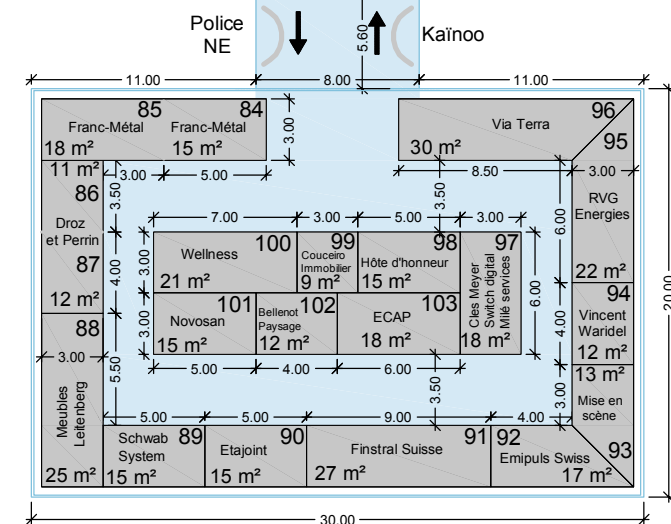 Police
NE
Kaïnoo
5.60
11.00
8.00
11.00
85
84
Franc-Métal
Franc-Métal
18 m²
15 m²
3.00
96
Via Terra
30 m²
95
11 m²
86
3.50
3.00
5.00
3.50
8.50
3.00
Droz
et Perrin
87
12 m²
4.00
6.00
RVG
Energies
22 m²
7.00
3.00
5.00
3.00
3.00
Wellness
100
21 m²
99
Couceiro
Immobilier
9 m²
98
Hôte d'honneur
15 m²
97
Cles Meyer
Switch digital
Millé services
18 m²
6.00
3.00
101
Novosan
15 m²
102
Bellenot
Paysage
12 m²
103
ECAP
18 m²
94
Vincent
Waridel
12 m²
4.00
88
3.00
5.50
Meubles
Leitenberg
25 m²
5.00
4.00
6.00
3.50
3.00
13 m²
Mise en
scène
93
5.00
5.00
9.00
4.00
Schwab
System
89
15 m²
Etajoint
90
15 m²
Finstral Suisse
91
27 m²
92
Emipuls Swiss
17 m²
20.00
30.00